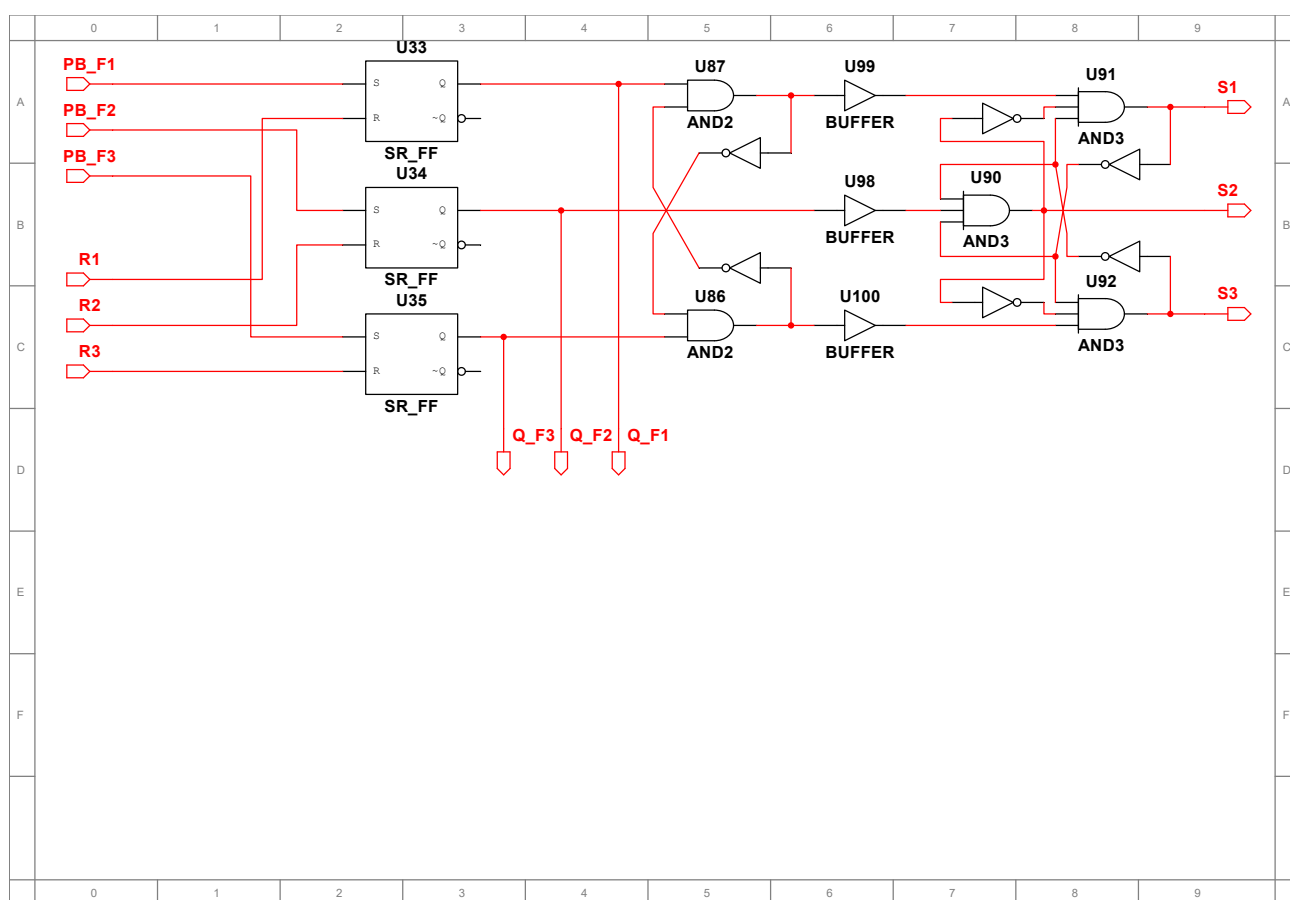 0 1 2 3 4 5 6 7 8 9
U33
PB_F1
U87
U99
U91
S1
S Q
A
A
PB_F2
R ~Q
AND2
BUFFER
AND3
PB_F3
SR_FF
U34
U98
U90
S2
S Q
B
B
R ~Q
BUFFER
AND3
R1
SR_FF
U35
U86
U100
U92
S3
R2
S Q
C
C
R3
R ~Q
AND2
BUFFER
AND3
SR_FF
Q_F3 Q_F2 Q_F1
D
D
E
E
F
F
0 1 2 3 4 5 6 7 8 9